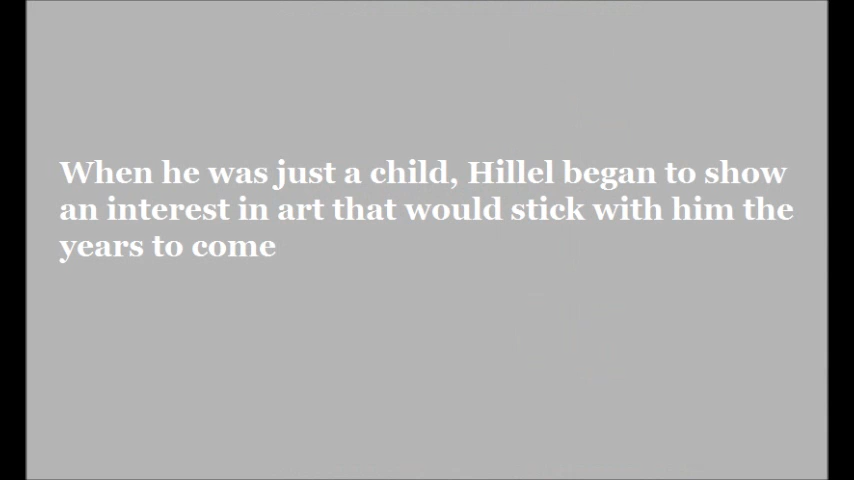 When he was just a child, Hillel began to show
an interest in art that would stick with him the
years to come